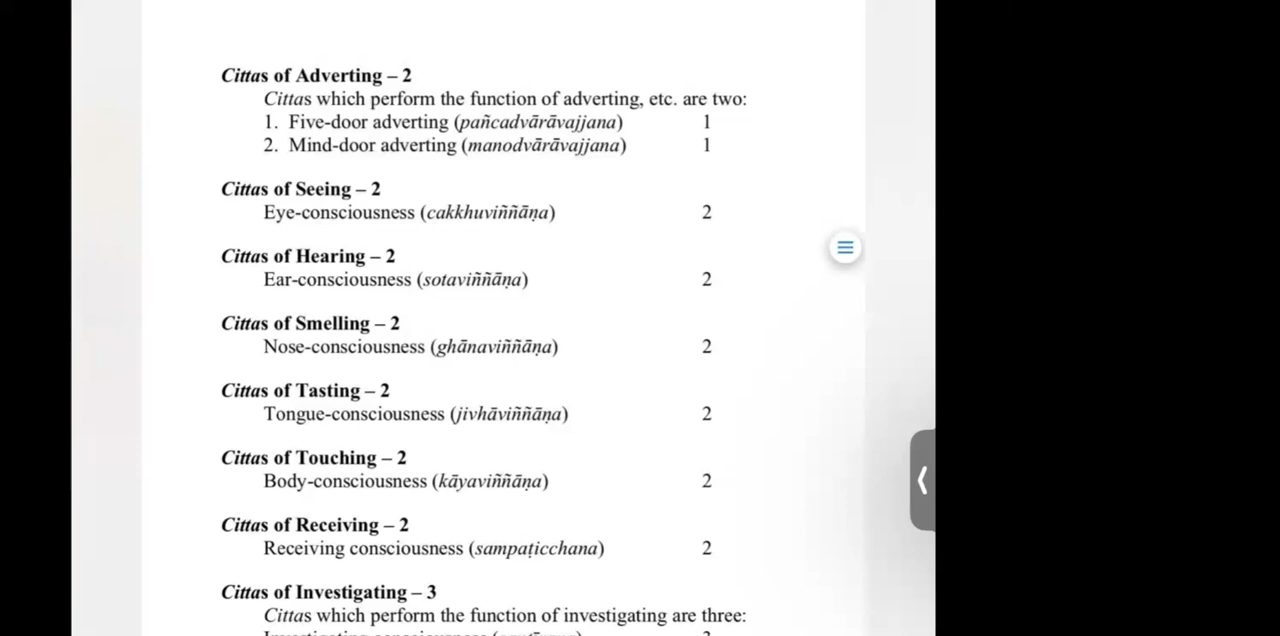 Cittas of Adverting – 2
Cittas which perform the function of adverting, etc. are two:
1. Five-door adverting (pañcadvārāvajjana) 1
2. Mind-door adverting (manodvārāvajjana) 1
Cittas of Seeing – 2
Eye-consciousness (cakkhuviññāṇa) 2
Cittas of Hearing – 2
Ear-consciousness (sotaviññāṇa) 2
Cittas of Smelling – 2
Nose-consciousness (ghānaviññāṇa) 2
Cittas of Tasting – 2
Tongue-consciousness (jivhāviññāṇa) 2
Cittas of Touching – 2
Body-consciousness (kāyaviññāṇa) 2
Cittas of Receiving – 2
Receiving consciousness (sampaṭicchana) 2
Cittas of Investigating – 3
Cittas which perform the function of investigating are three: